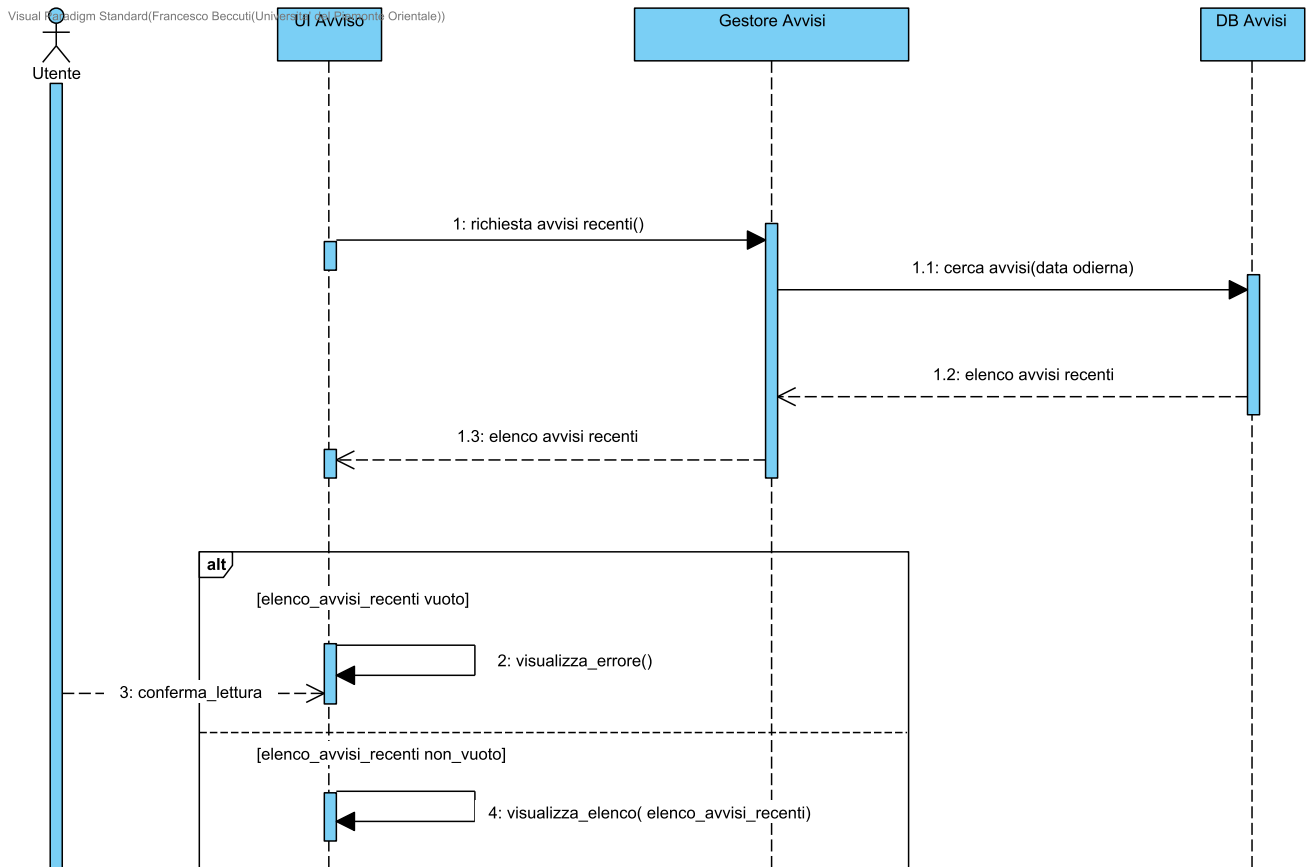 Visual Paradigm Standard(Francesco Beccuti(Universita' del Piemonte Orientale))
Utente
UI Avviso
Gestore Avvisi
DB Avvisi
1: richiesta avvisi recenti()
1.1: cerca avvisi(data odierna)
1.2: elenco avvisi recenti
1.3: elenco avvisi recenti
alt
[elenco_avvisi_recenti vuoto]
2: visualizza_errore()
3: conferma_lettura
[elenco_avvisi_recenti non_vuoto]
4: visualizza_elenco( elenco_avvisi_recenti)